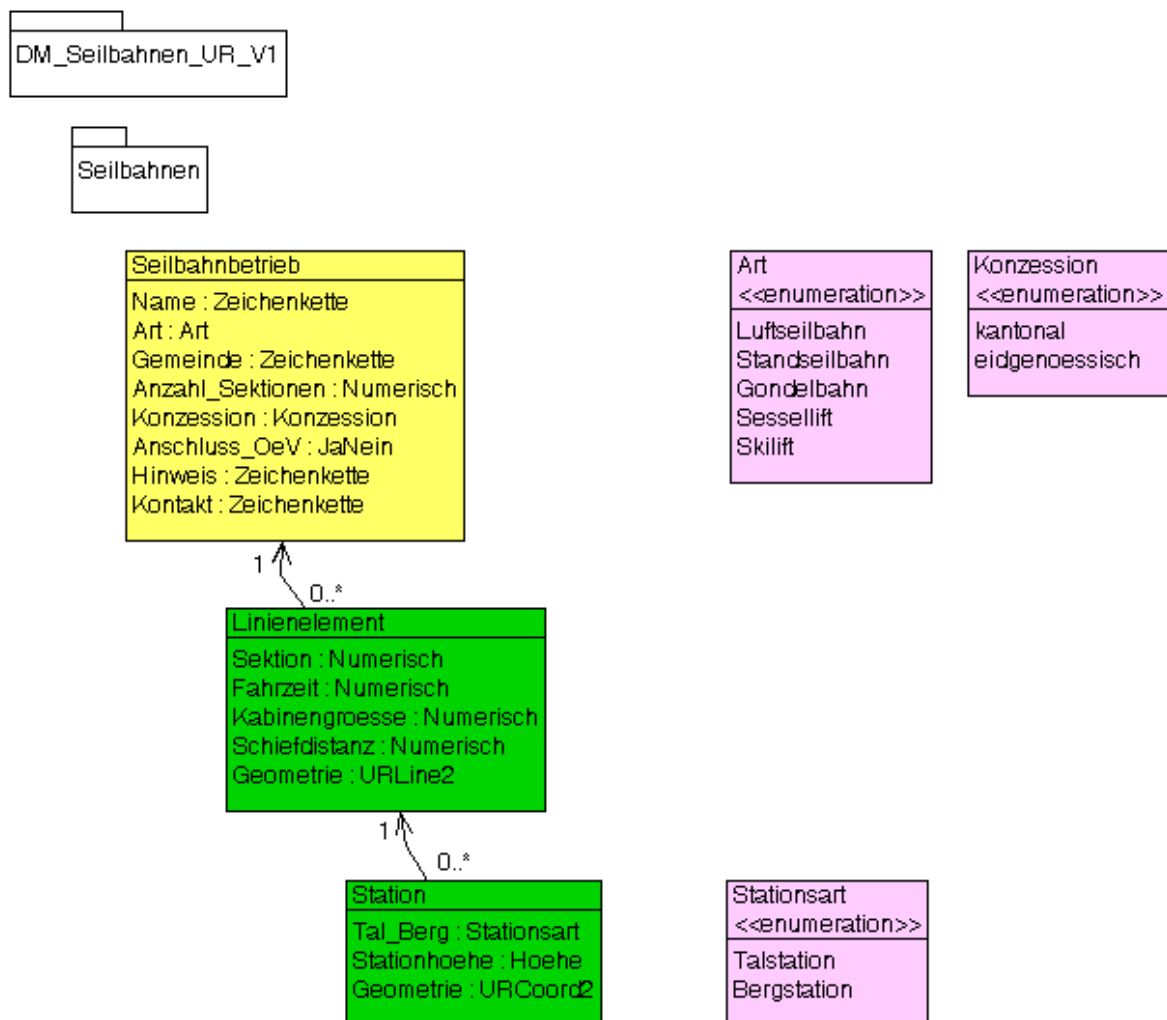 DM_Seilbahnen_UR_V1
Seilbahnen
Seilbahnbetrieb
Name : Zeichenkette
Art : Art
Gemeinde : Zeichenkette
Anzahl_Sektionen : Numerisch
Konzession : Konzession
Anschluss_OeV : JaNein
Hinweis : Zeichenkette
Kontakt : Zeichenkette
Art
<<enumeration>>
Luftseilbahn
Standseilbahn
Gondelbahn
Sessellift
Skilift
Konzession
<<enumeration>>
kantonal
eidgenoessisch
1
0..*
Linienelement
Sektion : Numerisch
Fahrzeit : Numerisch
Kabinengroesse : Numerisch
Schiefdistanz : Numerisch
Geometrie : URLine2
1
0..*
Station
Tal_Berg : Stationsart
Stationhoehe : Hoehe
Geometrie : URCoord2
Stationsart
<<enumeration>>
Talstation
Bergstation